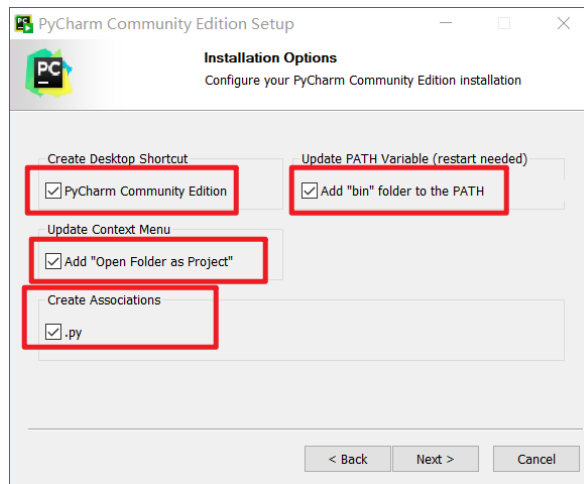 PyCharm Community Edition Setup
PC
Installation Options
Configure your PyCharm Community Edition installation
Create Desktop Shortcut
PyCharm Community Edition
Update PATH Variable (restart needed)
Add "bin" folder to the PATH
Update Context Menu
Add "Open Folder as Project"
Create Associations
.py
< Back
Next >
Cancel